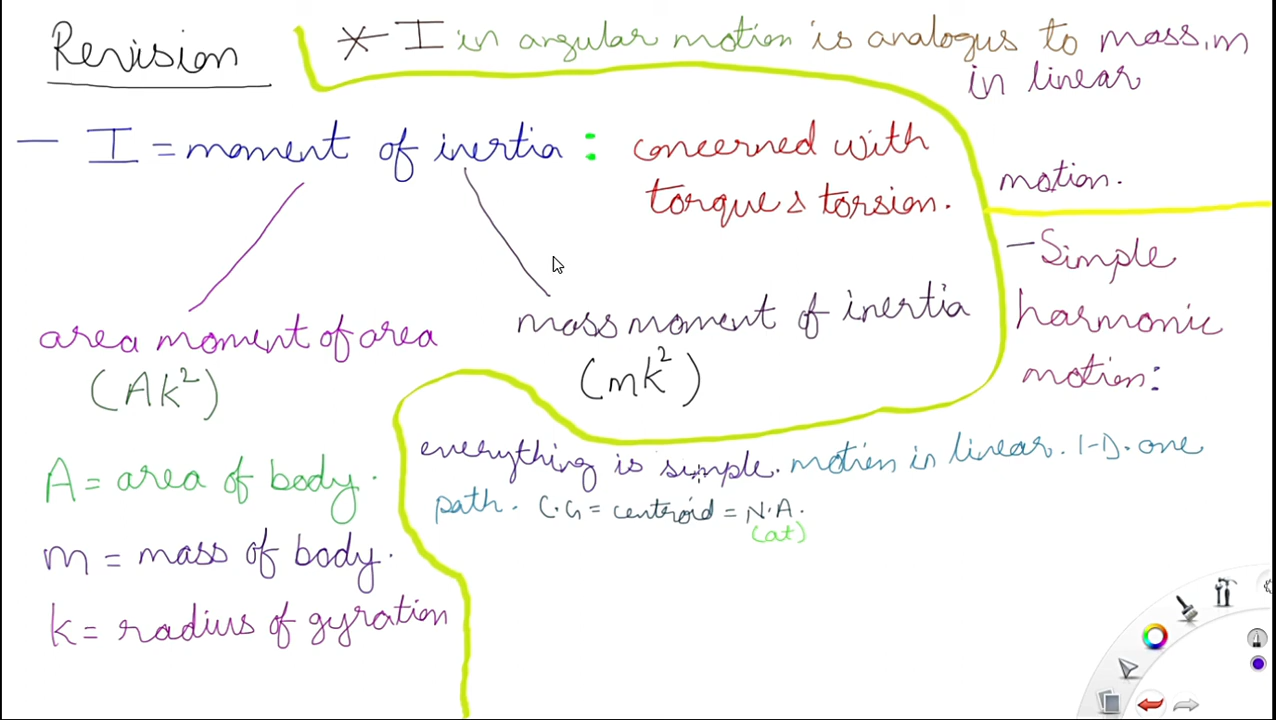 Revision
* I in angular motion is analogus to mass, m
in linear
motion.
- I = moment of inertia : concerned with
torque & torsion.
area moment of area
(Ak²)
mass moment of inertia
(mk²)
A = area of body.
m = mass of body.
k = radius of gyration
- Simple
harmonic
motion:
everything is simple. motion in linear. 1-D. one
path. C.G = centroid = N.A.
(at)